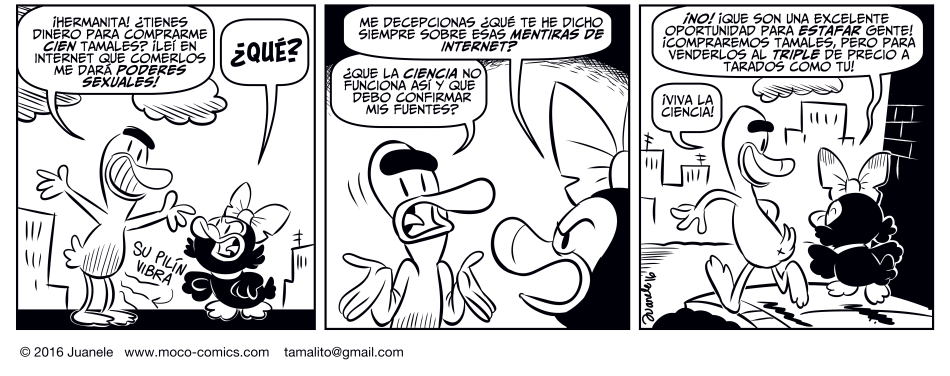 ¡HERMANITA! ¿TIENES
DINERO PARA COMPRARME
CIEN TAMALES? ¡LEÍ EN
INTERNET QUE COMERLOS
ME DARÁ PODERES
SEXUALES!
¿QUÉ?
SU PILÍN
VIBRA
ME DECEPCIONAS ¿QUÉ TE HE DICHO
SIEMPRE SOBRE ESAS MENTIRAS DE
INTERNET?
¿QUE LA CIENCIA NO
FUNCIONA ASÍ Y QUE
DEBO CONFIRMAR
MIS FUENTES?
¡NO! ¡QUE SON UNA EXCELENTE
OPORTUNIDAD PARA ESTAFAR GENTE!
¡COMPRAREMOS TAMALES, PERO PARA
VENDERLOS AL TRIPLE DE PRECIO A
TARADOS COMO TU!
¡VIVA LA
CIENCIA!
Juanele 16
© 2016 Juanele www.moco-comics.com tamalito@gmail.com